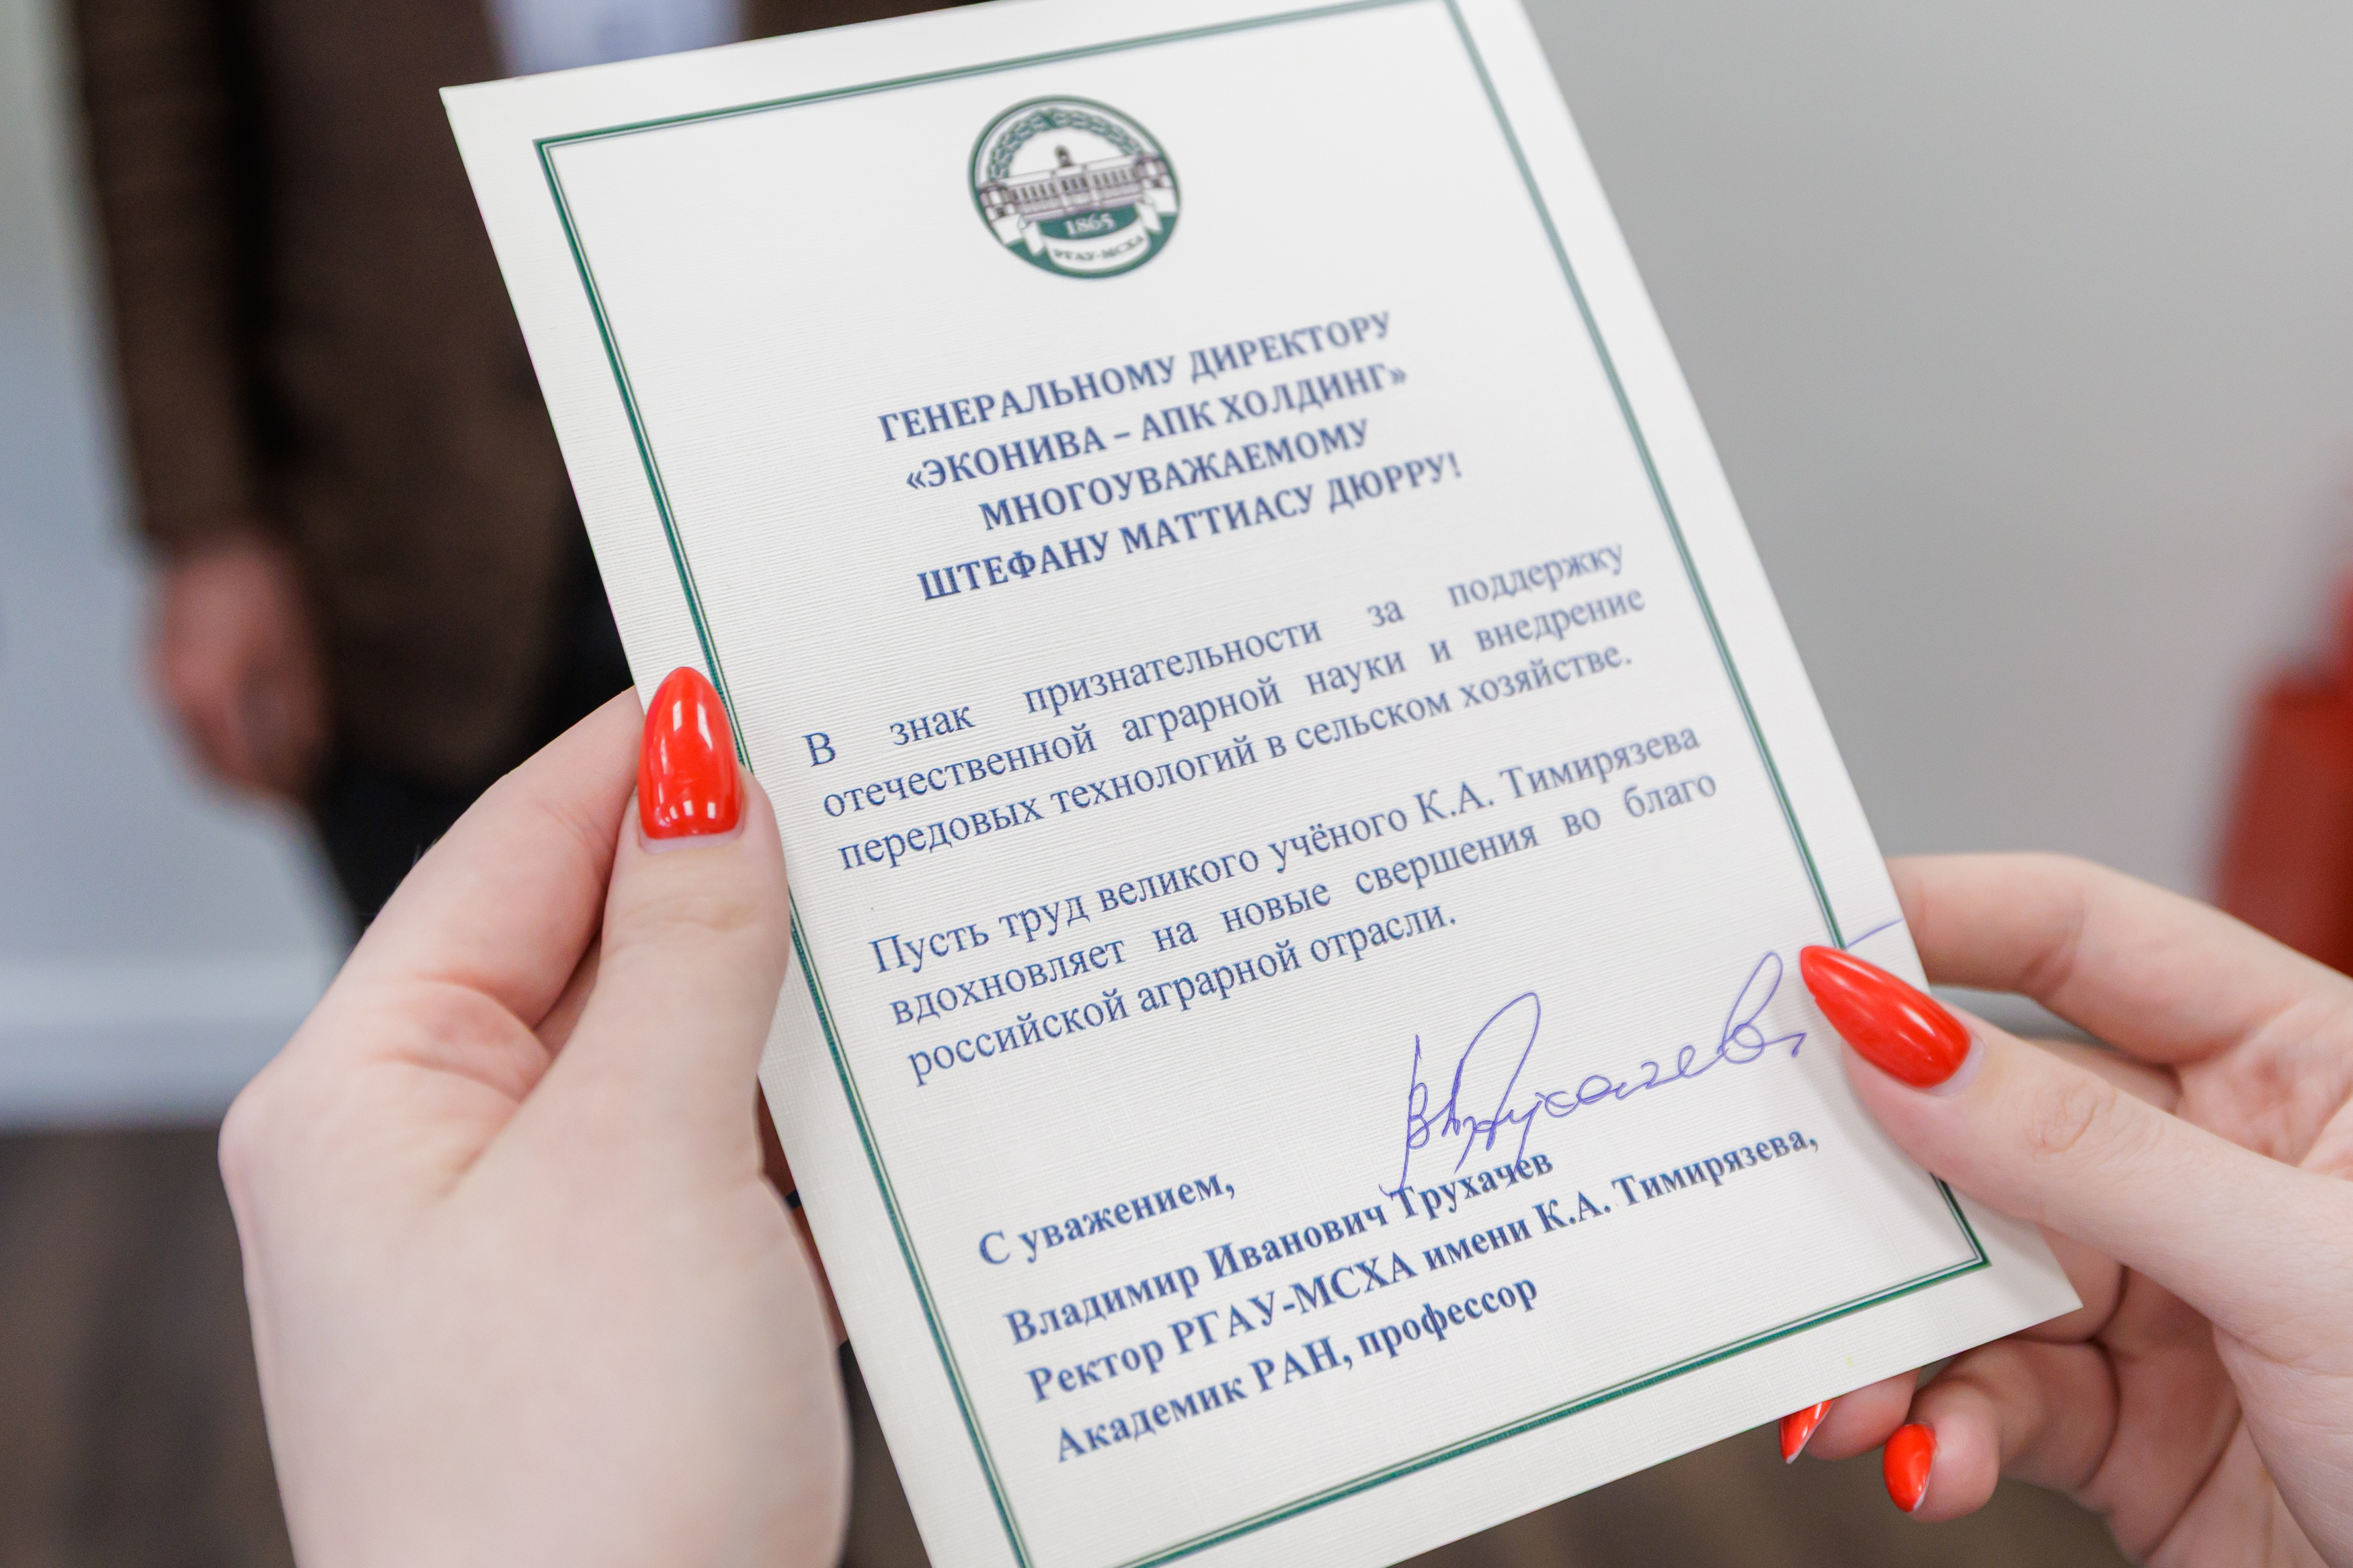 1865
РГАУ-МСХА
ГЕНЕРАЛЬНОМУ ДИРЕКТОРУ
«ЭКОНИВА – АПК ХОЛДИНГ»
МНОГОУВАЖАЕМОМУ
ШТЕФАНУ МАТТИАСУ ДЮРРУ!
В знак признательности за поддержку
отечественной аграрной науки и внедрение
передовых технологий в сельском хозяйстве.
Пусть труд великого учёного К.А. Тимирязева
вдохновляет на новые свершения во благо
российской аграрной отрасли.
С уважением,
Владимир Иванович Трухачев
Ректор РГАУ-МСХА имени К.А. Тимирязева,
Академик РАН, профессор